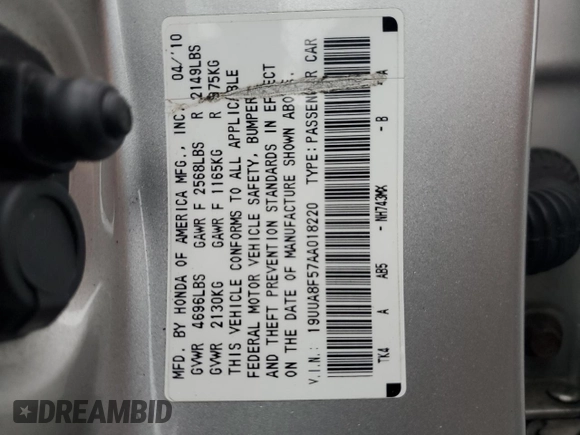 MFD. BY HONDA OF AMERICA MFG., INC. 04/'10
GVWR 4696LBS GAWR F 2568LBS R 2149LBS
GVWR 2130KG GAWR F 1165KG R 975KG
THIS VEHICLE CONFORMS TO ALL APPLICABLE
FEDERAL MOTOR VEHICLE SAFETY, BUMPER
AND THEFT PREVENTION STANDARDS IN EFFECT
ON THE DATE OF MANUFACTURE SHOWN ABOVE.
V.I.N.: 19UUA8F57AA018220 TYPE: PASSENGER CAR
TK4 A AB5 - NH743MX - B A
DREAMBID